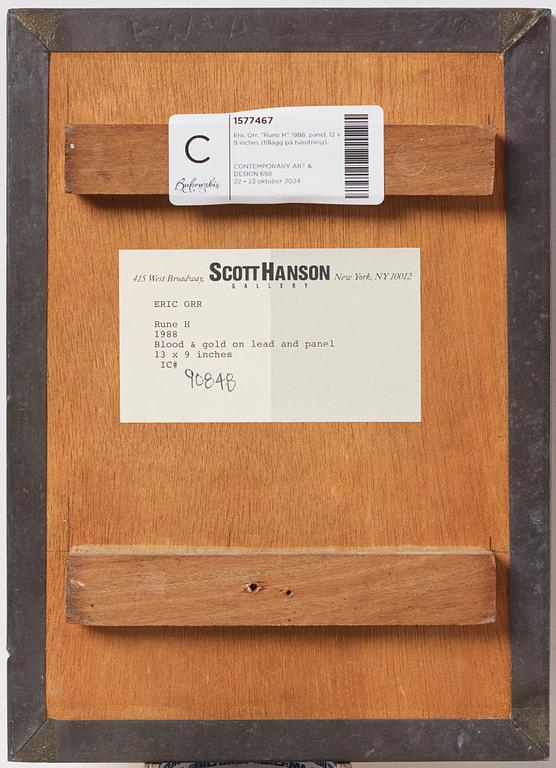 C
Bukowskis
1577467
Eric Orr, "Rune H" 1988, panel, 13 x
9 inches (tillägg på hämtning).
CONTEMPORARY ART &
DESIGN 658
22 – 23 oktober 2024
415 West Broadway, SCOTT HANSON New York, NY 10012
GALLERY
ERIC ORR
Rune H
1988
Blood & gold on lead and panel
13 x 9 inches
IC#
90848